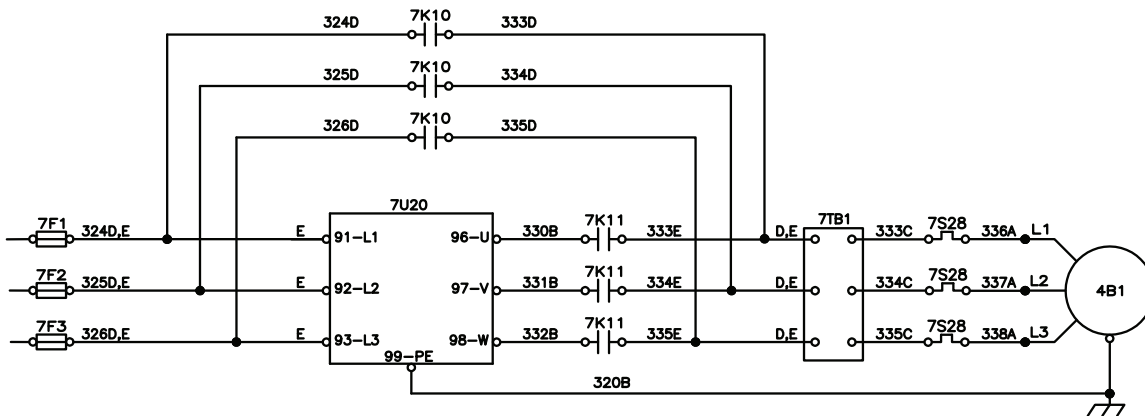 324D 7K10 333D
325D 7K10 334D
326D 7K10 335D
7F1 324D,E E 91-L1 7U20 96-U 330B 7K11 333E D,E 7TB1 333C 7S28 336A L1
7F2 325D,E E 92-L2 97-V 331B 7K11 334E D,E 334C 7S28 337A L2 4B1
7F3 326D,E E 93-L3 98-W 332B 7K11 335E D,E 335C 7S28 338A L3
99-PE
320B